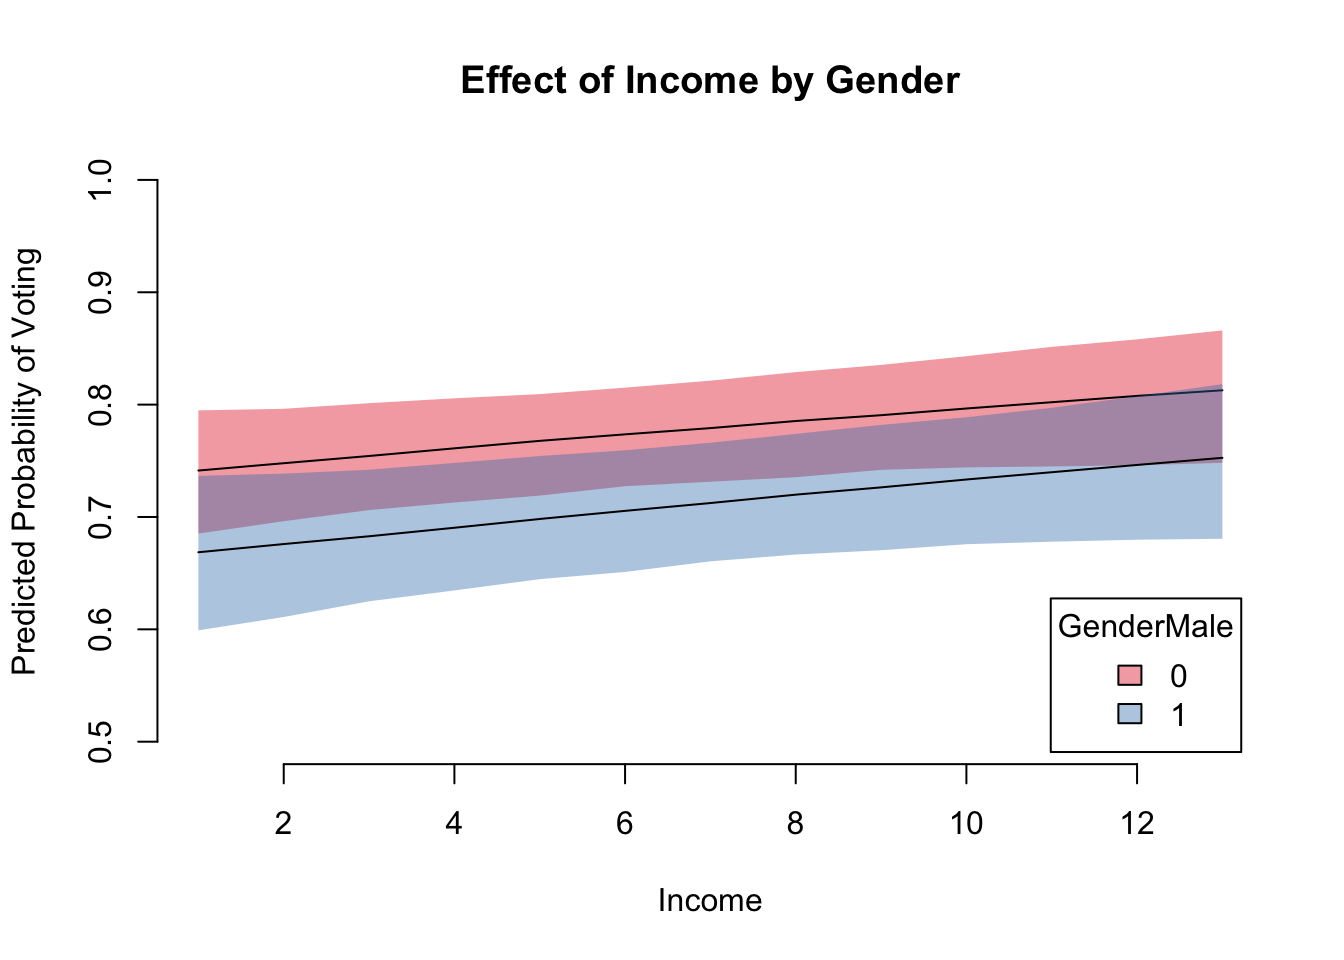 Effect of Income by Gender
Predicted Probability of Voting
1.0
0.9
0.8
0.7
0.6
0.5
GenderMale
0
1
2 4 6 8 10 12
Income